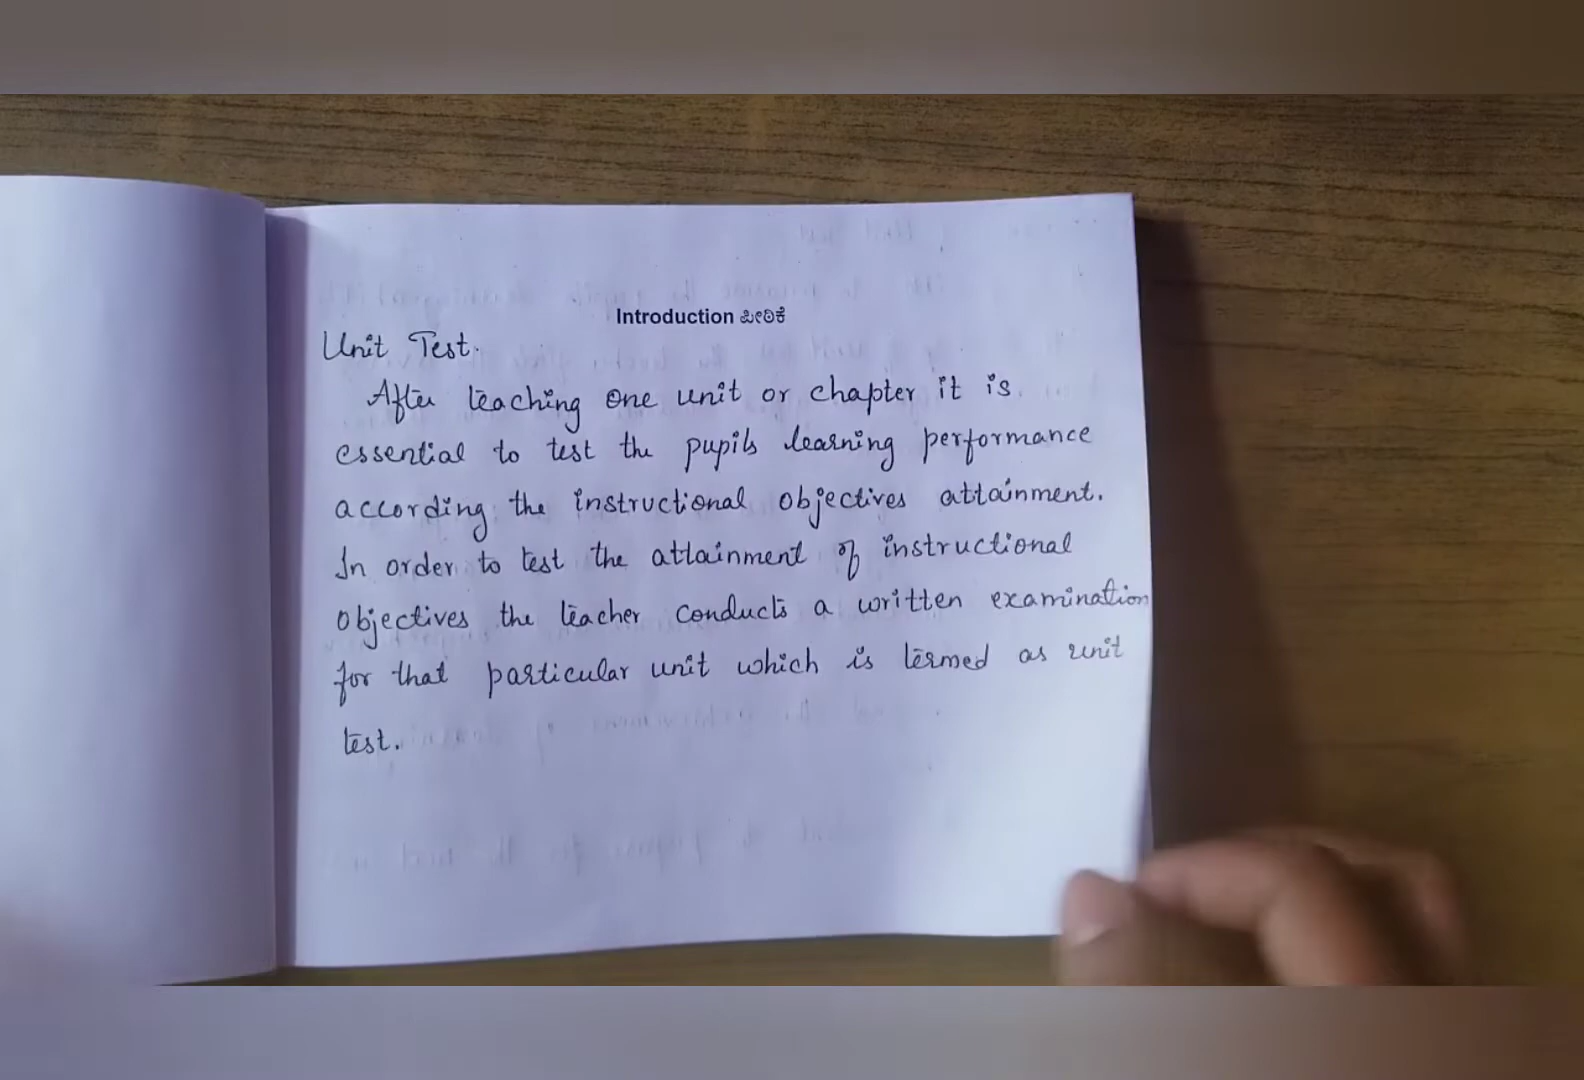 Introduction ಪೀಠಿಕೆ
Unit Test.
After teaching one unit or chapter it is
essential to test the pupils learning performance
according the instructional objectives attainment.
In order to test the attainment of instructional
objectives the teacher conducts a written examination
for that particular unit which is termed as unit
test.